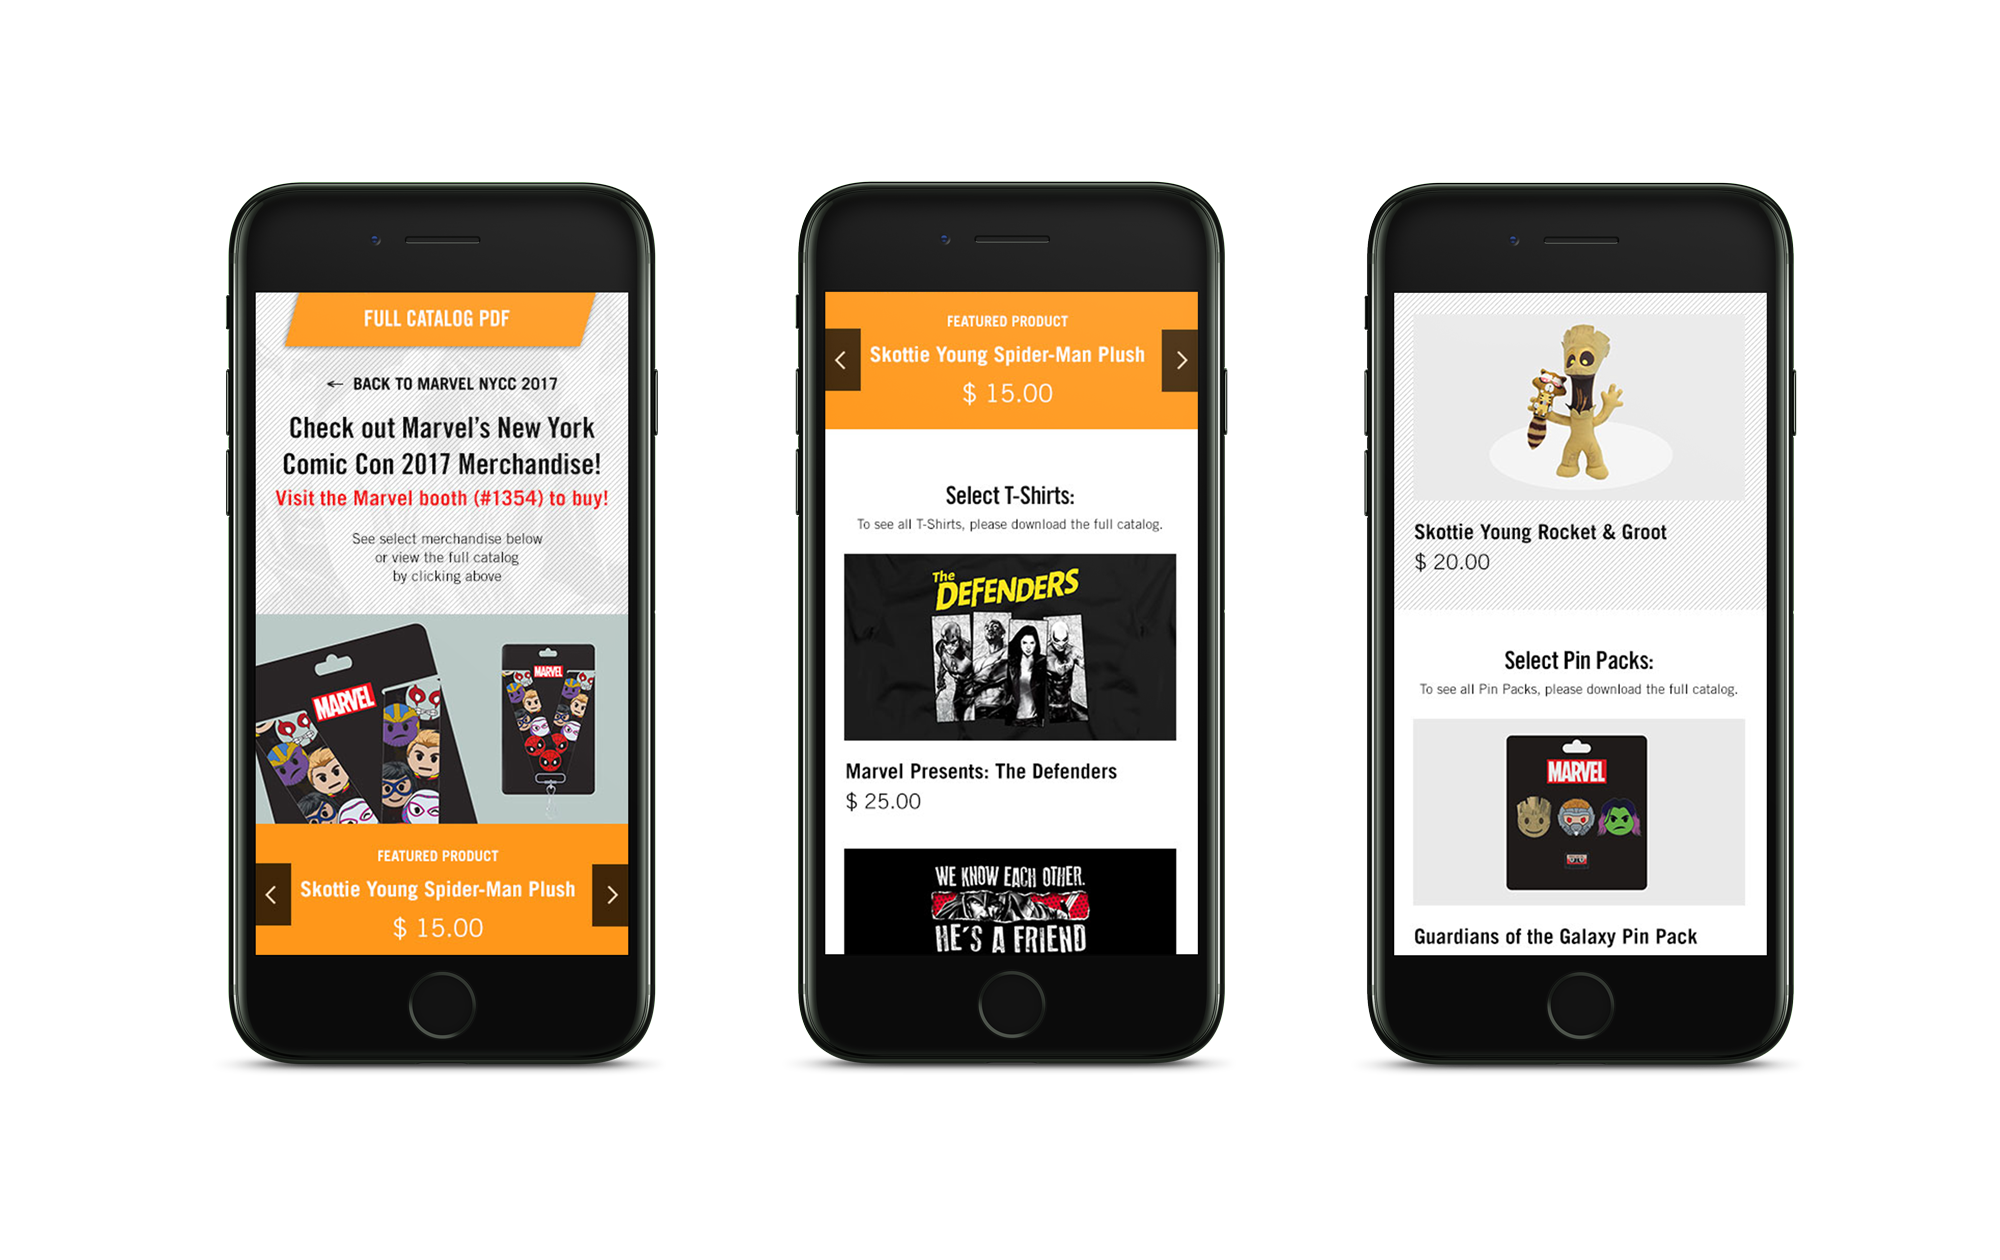 FULL CATALOG PDF
← BACK TO MARVEL NYCC 2017
Check out Marvel's New York
Comic Con 2017 Merchandise!
Visit the Marvel booth (#1354) to buy!
See select merchandise below
or view the full catalog
by clicking above
MARVEL
MARVEL
FEATURED PRODUCT
Skottie Young Spider-Man Plush
$ 15.00
FEATURED PRODUCT
Skottie Young Spider-Man Plush
$ 15.00
Select T-Shirts:
To see all T-Shirts, please download the full catalog.
The
DEFENDERS
Marvel Presents: The Defenders
$ 25.00
WE KNOW EACH OTHER.
HE'S A FRIEND
Skottie Young Rocket & Groot
$ 20.00
Select Pin Packs:
To see all Pin Packs, please download the full catalog.
MARVEL
Guardians of the Galaxy Pin Pack